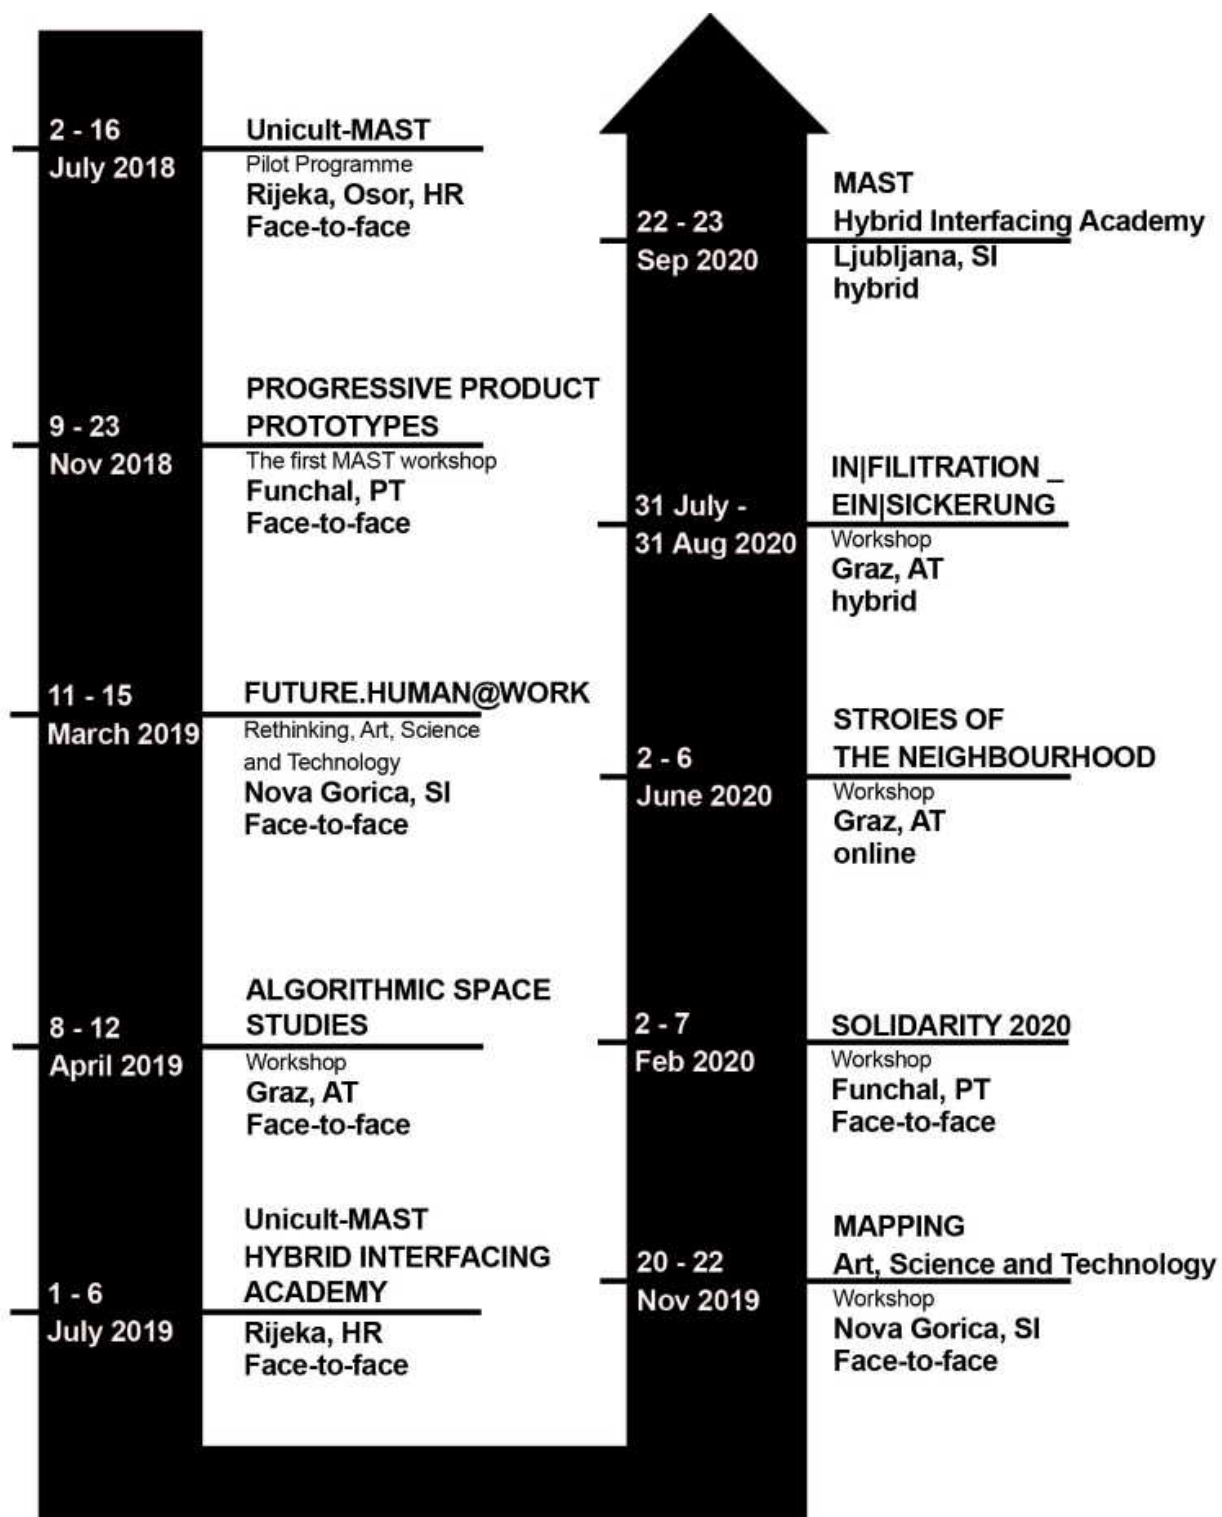 2 - 16
July 2018
Unicult-MAST
Pilot Programme
Rijeka, Osor, HR
Face-to-face
9 - 23
Nov 2018
PROGRESSIVE PRODUCT
PROTOTYPES
The first MAST workshop
Funchal, PT
Face-to-face
11 - 15
March 2019
FUTURE.HUMAN@WORK
Rethinking, Art, Science
and Technology
Nova Gorica, SI
Face-to-face
8 - 12
April 2019
ALGORITHMIC SPACE
STUDIES
Workshop
Graz, AT
Face-to-face
1 - 6
July 2019
Unicult-MAST
HYBRID INTERFACING
ACADEMY
Rijeka, HR
Face-to-face
20 - 22
Nov 2019
MAPPING
Art, Science and Technology
Workshop
Nova Gorica, SI
Face-to-face
2 - 7
Feb 2020
SOLIDARITY 2020
Workshop
Funchal, PT
Face-to-face
2 - 6
June 2020
STROIES OF
THE NEIGHBOURHOOD
Workshop
Graz, AT
online
31 July -
31 Aug 2020
IN|FILITRATION _
EIN|SICKERUNG
Workshop
Graz, AT
hybrid
22 - 23
Sep 2020
MAST
Hybrid Interfacing Academy
Ljubljana, SI
hybrid